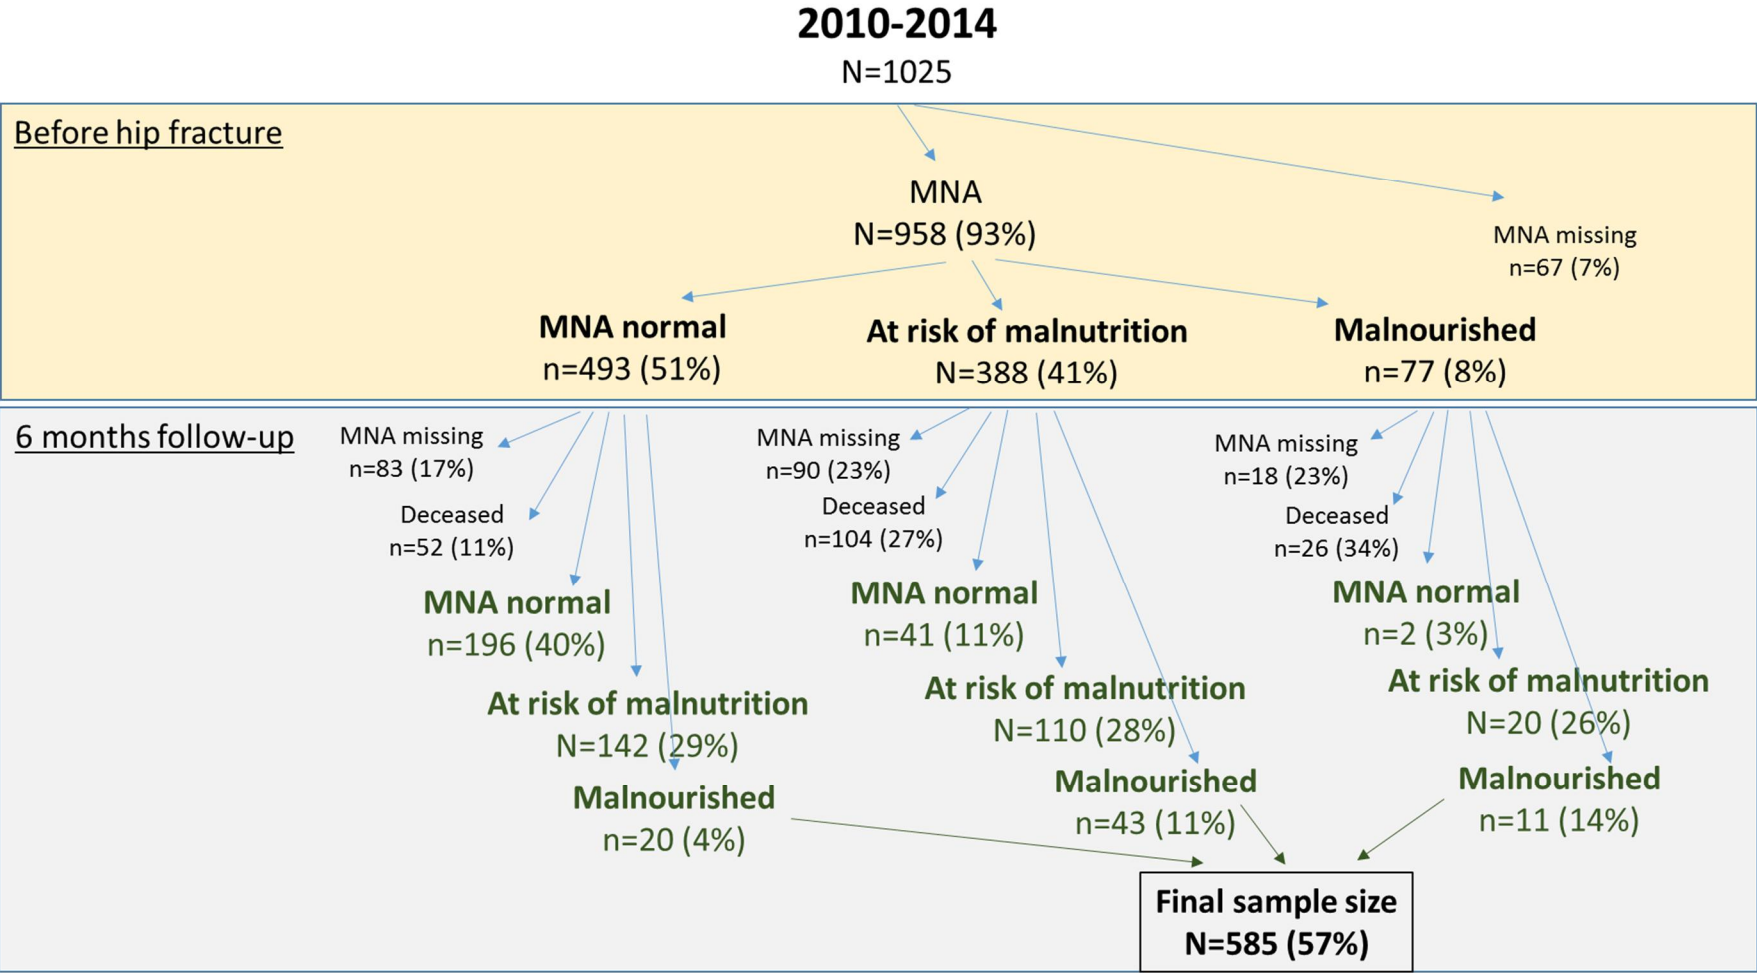 2010-2014
N=1025
Before hip fracture
MNA
N=958 (93%)
MNA missing
n=67 (7%)
MNA normal
n=493 (51%)
At risk of malnutrition
N=388 (41%)
Malnourished
n=77 (8%)
6 months follow-up
MNA missing
n=83 (17%)
Deceased
n=52 (11%)
MNA normal
n=196 (40%)
At risk of malnutrition
N=142 (29%)
Malnourished
n=20 (4%)
MNA missing
n=90 (23%)
Deceased
n=104 (27%)
MNA normal
n=41 (11%)
At risk of malnutrition
N=110 (28%)
Malnourished
n=43 (11%)
MNA missing
n=18 (23%)
Deceased
n=26 (34%)
MNA normal
n=2 (3%)
At risk of malnutrition
N=20 (26%)
Malnourished
n=11 (14%)
Final sample size
N=585 (57%)